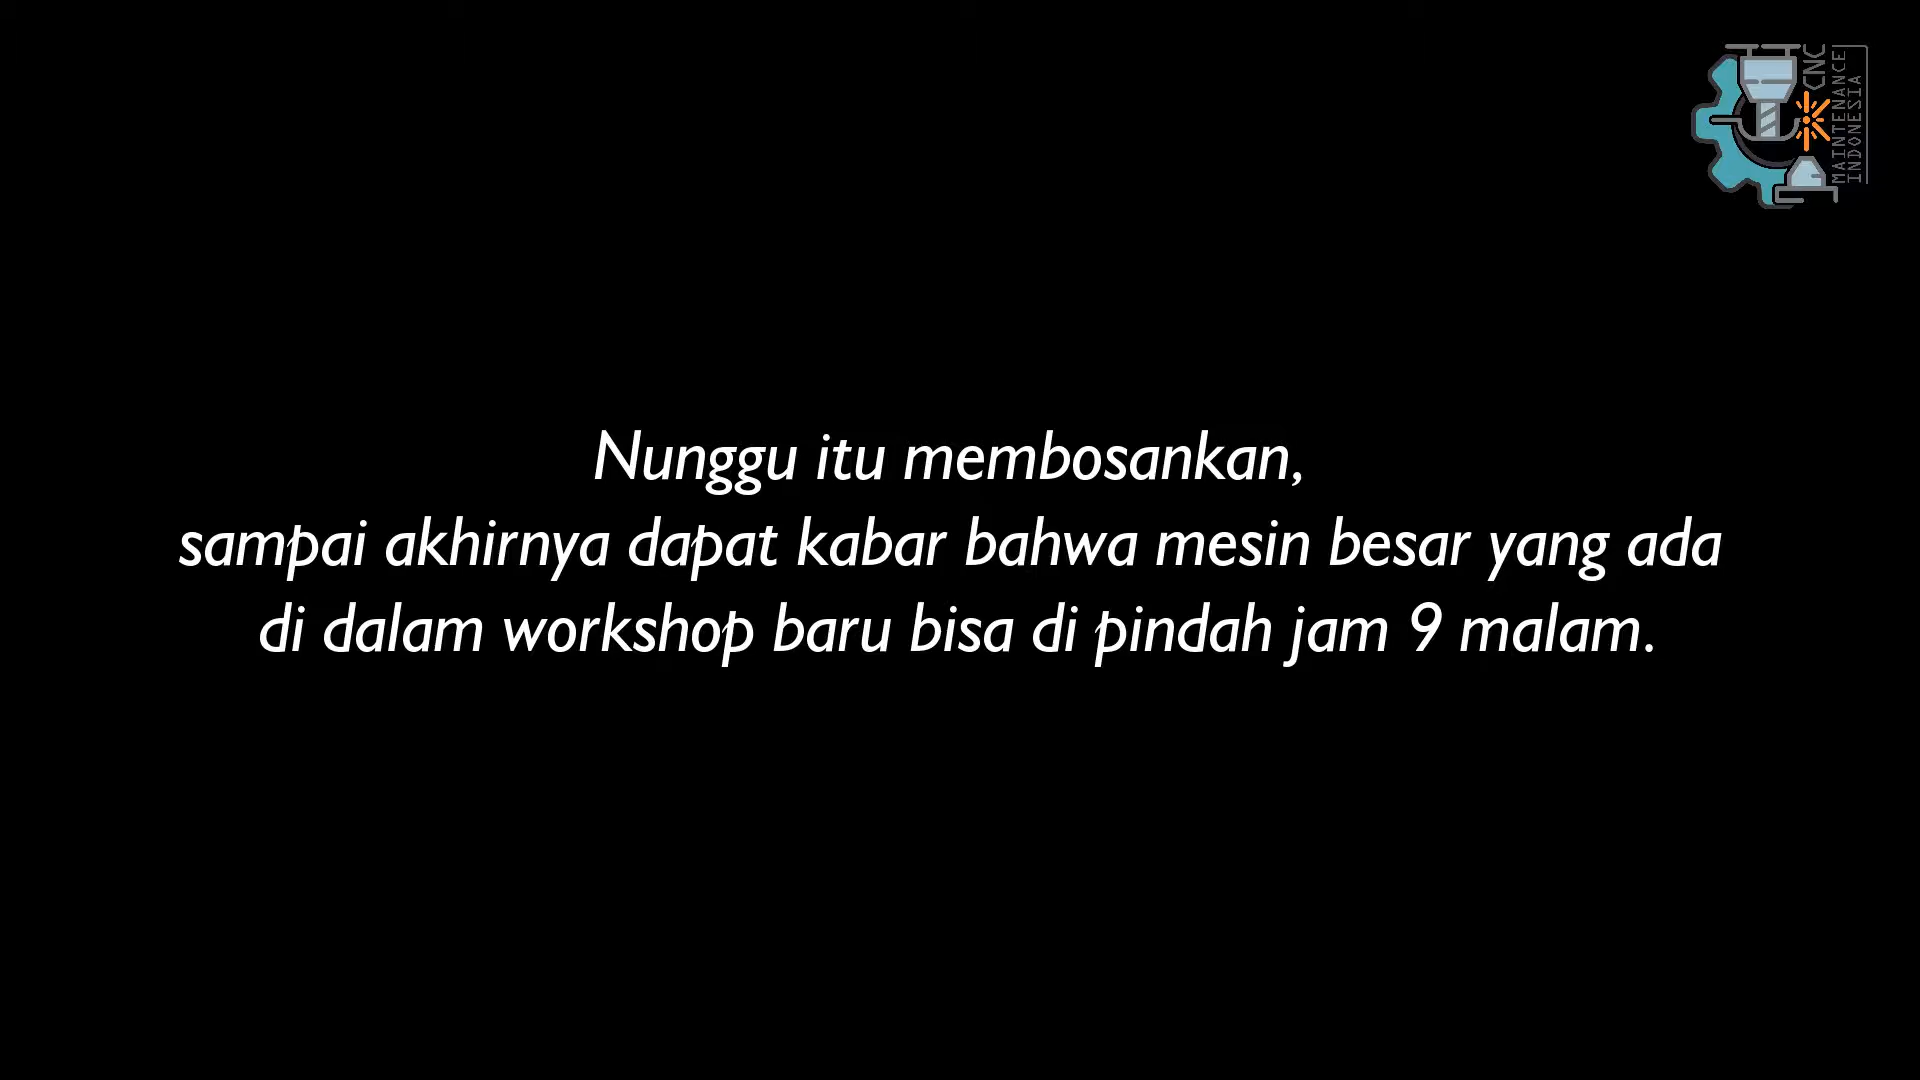 CNC
MAINTENANCE
INDONESIA
Nunggu itu membosankan,
sampai akhirnya dapat kabar bahwa mesin besar yang ada
di dalam workshop baru bisa di pindah jam 9 malam.